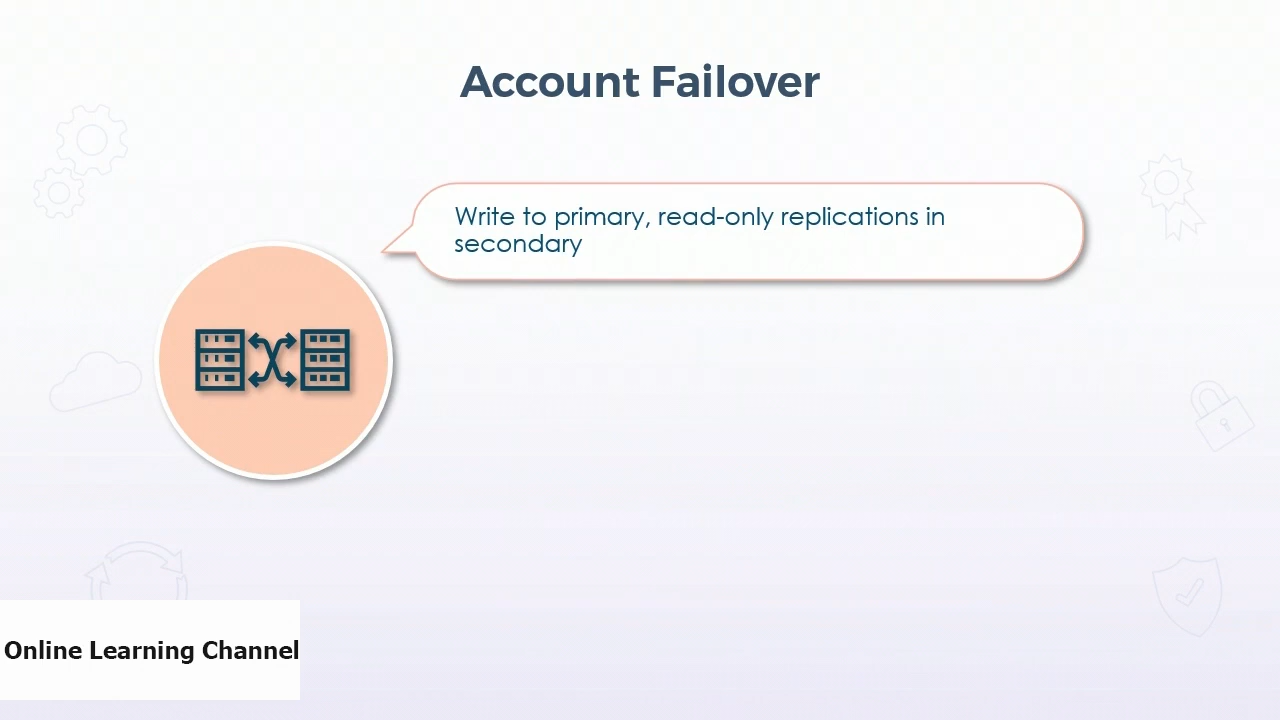 Account Failover
Write to primary, read-only replications in
secondary
Online Learning Channel